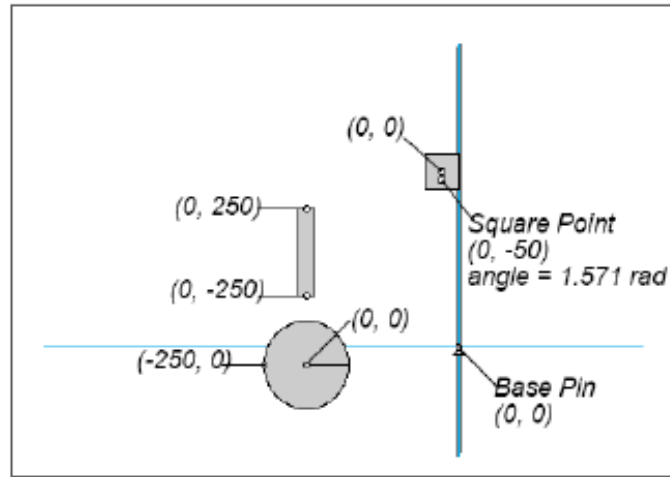 (0, 0)
(0, 250)
Square Point
(0, -50)
angle = 1.571 rad
(0, -250)
(0, 0)
(-250, 0)
Base Pin
(0, 0)